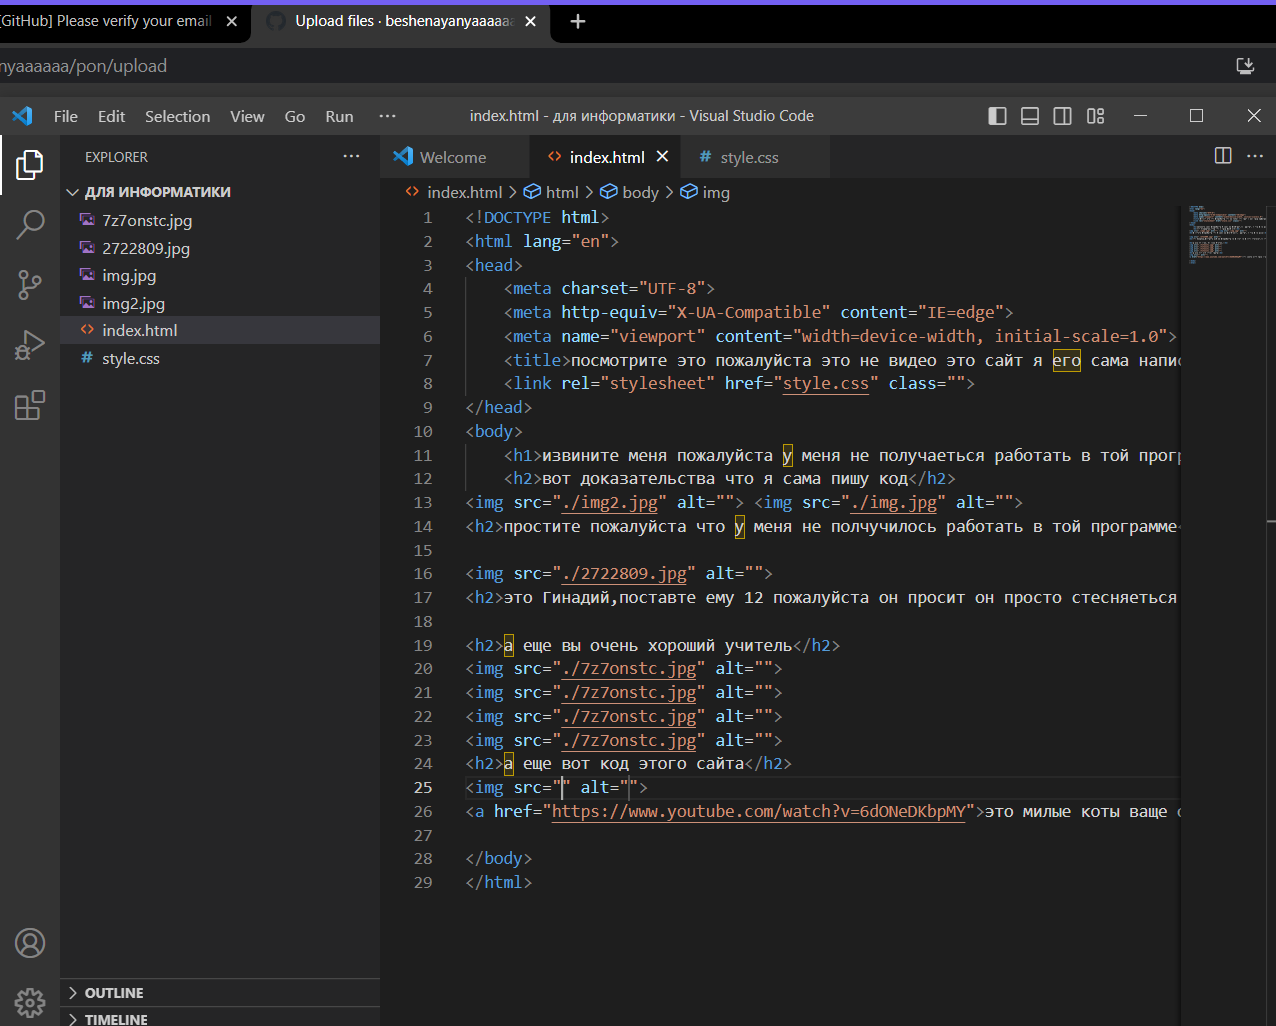 [GitHub] Please verify your email
Upload files · beshenayanyaaaaaa
nyaaaaaa/pon/upload
File Edit Selection View Go Run ···
index.html - для информатики - Visual Studio Code
EXPLORER
Welcome
index.html
style.css
ДЛЯ ИНФОРМАТИКИ
7z7onstc.jpg
2722809.jpg
img.jpg
img2.jpg
index.html
style.css
index.html > html > body > img
1 <!DOCTYPE html>
2 <html lang="en">
3 <head>
4 <meta charset="UTF-8">
5 <meta http-equiv="X-UA-Compatible" content="IE=edge">
6 <meta name="viewport" content="width=device-width, initial-scale=1.0">
7 <title>посмотрите это пожалуйста это не видео это сайт я его сама напис
8 <link rel="stylesheet" href="style.css" class="">
9 </head>
10 <body>
11 <h1>извините меня пожалуйста у меня не получаеться работать в той прог
12 <h2>вот доказательства что я сама пишу код</h2>
13 <img src="./img2.jpg" alt=""> <img src="./img.jpg" alt="">
14 <h2>простите пожалуйста что у меня не полчучилось работать в той программе<
15
16 <img src="./2722809.jpg" alt="">
17 <h2>это Гинадий,поставте ему 12 пожалуйста он просит он просто стесняеться
18
19 <h2>а еще вы очень хороший учитель</h2>
20 <img src="./7z7onstc.jpg" alt="">
21 <img src="./7z7onstc.jpg" alt="">
22 <img src="./7z7onstc.jpg" alt="">
23 <img src="./7z7onstc.jpg" alt="">
24 <h2>а еще вот код этого сайта</h2>
25 <img src="" alt="">
26 <a href="https://www.youtube.com/watch?v=6dONeDKbpMY">это милые коты ваще
27
28 </body>
29 </html>
OUTLINE
TIMELINE